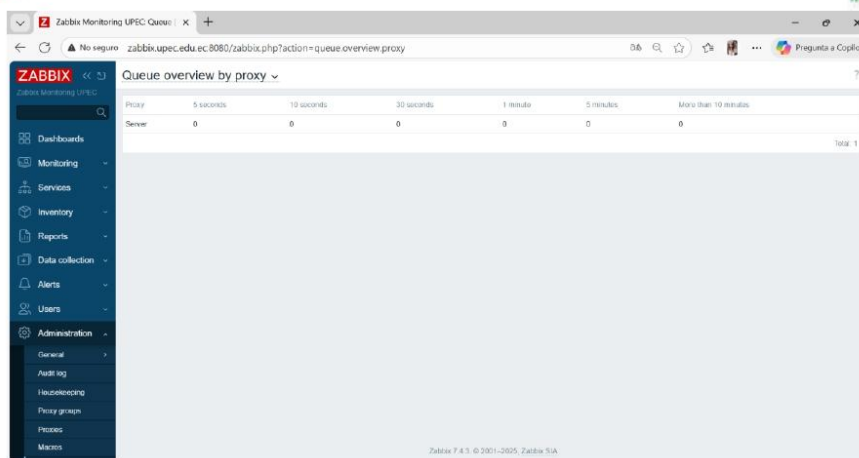 Zabbix Monitoring UPEC: Queue
No seguro zabbix.upec.edu.ec:8080/zabbix.php?action=queue.overview.proxy
Pregunta a Copilo
ZABBIX
Zabbix Monitoring UPEC
Queue overview by proxy
?
Proxy 5 seconds 10 seconds 30 seconds 1 minute 5 minutes More than 10 minutes
Server 0 0 0 0 0 0
Total: 1
Dashboards
Monitoring
Services
Inventory
Reports
Data collection
Alerts
Users
Administration
General
Audit log
Housekeeping
Proxy groups
Proxies
Macros
Zabbix 7.4.3. © 2001–2025, Zabbix SIA